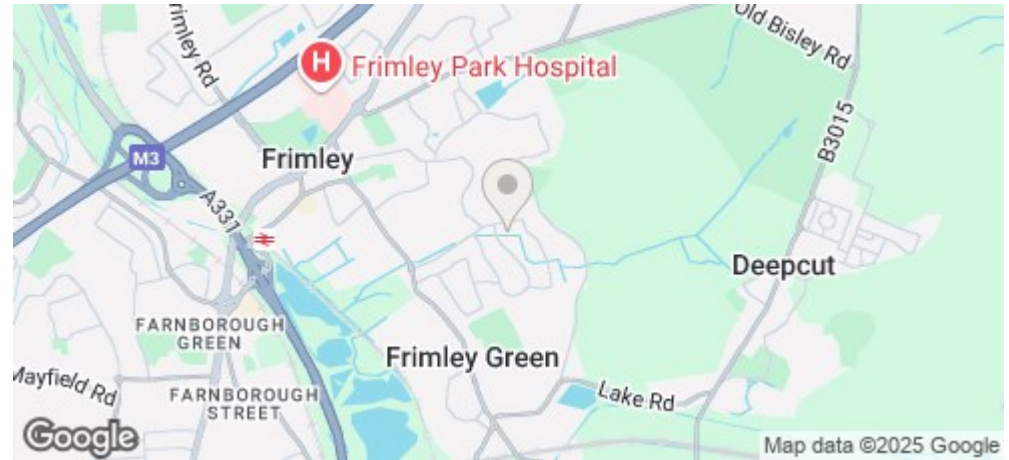 Old Bisley Rd
Frimley Rd
H
Frimley Park Hospital
B3015
M3
Frimley
A331
Deepcut
FARNBOROUGH
GREEN
Frimley Green
Mayfield Rd
FARNBOROUGH
STREET
Lake Rd
Google
Map data ©2025 Google